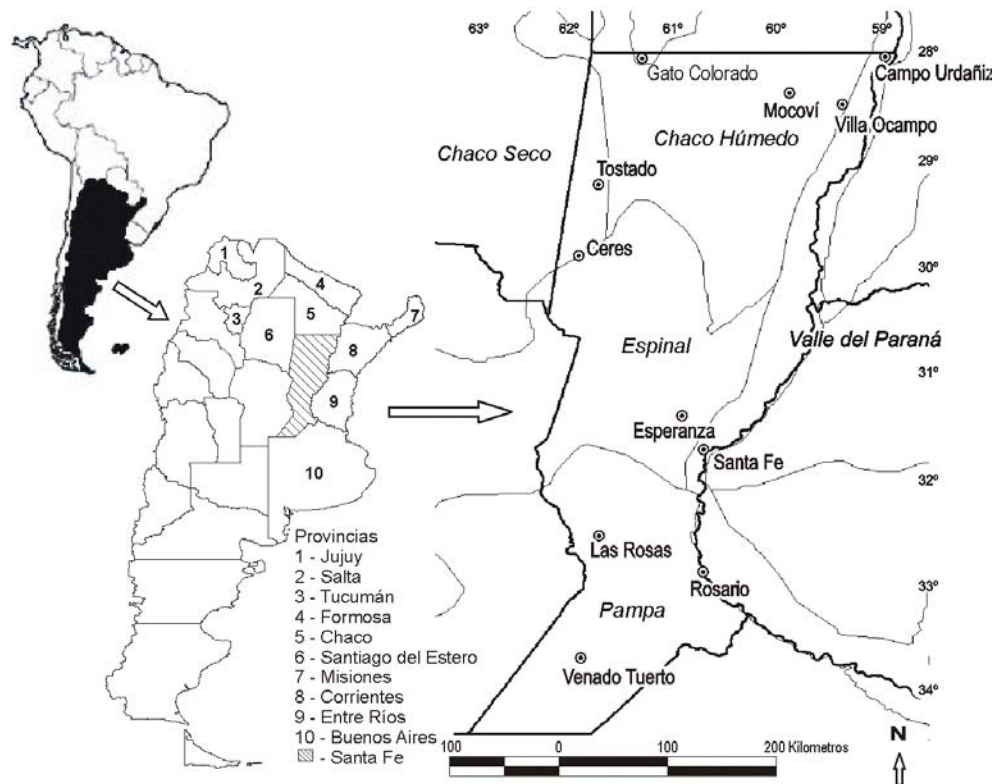 63º 62º 61º 60º 59º
28º
Gato Colorado
Campo Urdañiz
Mocoví
Villa Ocampo
Chaco Húmedo
Chaco Seco
29º
Tostado
Ceres
30º
Espinal
Valle del Paraná
31º
Esperanza
Santa Fe
32º
Las Rosas
Rosario
33º
Pampa
Venado Tuerto
34º
1
2
3
4
5
6
7
8
9
10
Provincias
1 - Jujuy
2 - Salta
3 - Tucumán
4 - Formosa
5 - Chaco
6 - Santiago del Estero
7 - Misiones
8 - Corrientes
9 - Entre Ríos
10 - Buenos Aires
- Santa Fe
100 0 100 200 Kilometros
N